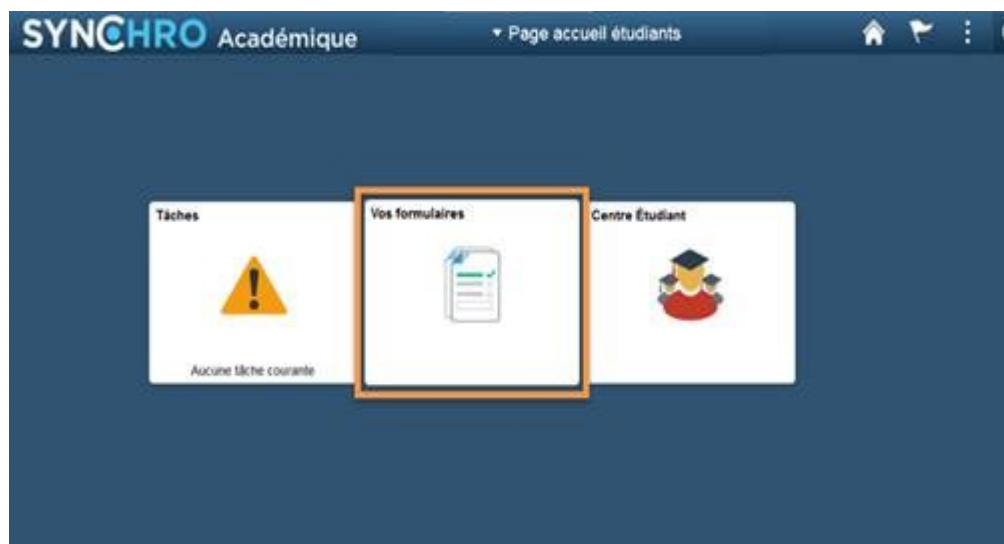 SYNCHRO Académique
Page accueil étudiants
Tâches
Vos formulaires
Centre Étudiant
Aucune tâche courante